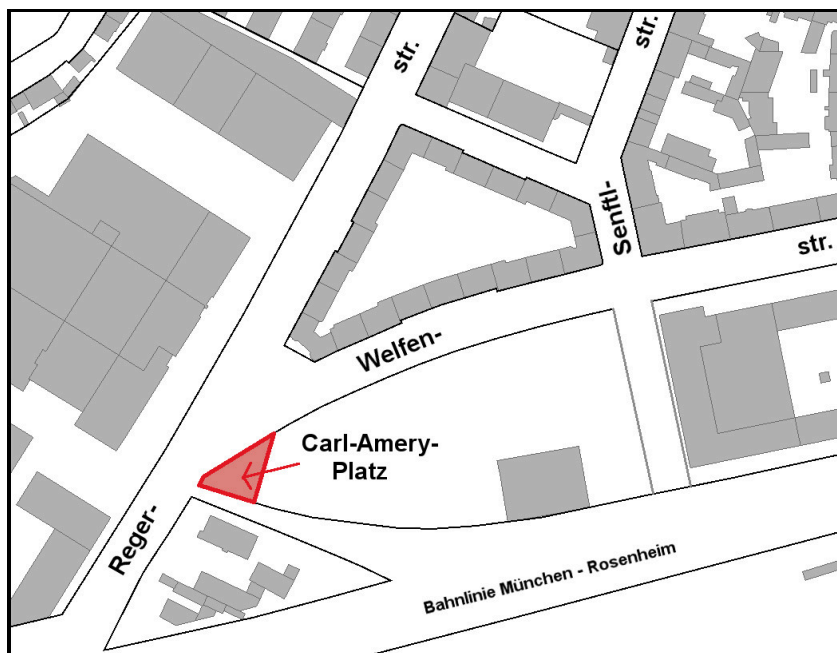 str.
str.
Senftl-
str.
Welfen-
Carl-Amery-
Platz
Reger-
Bahnlinie München - Rosenheim